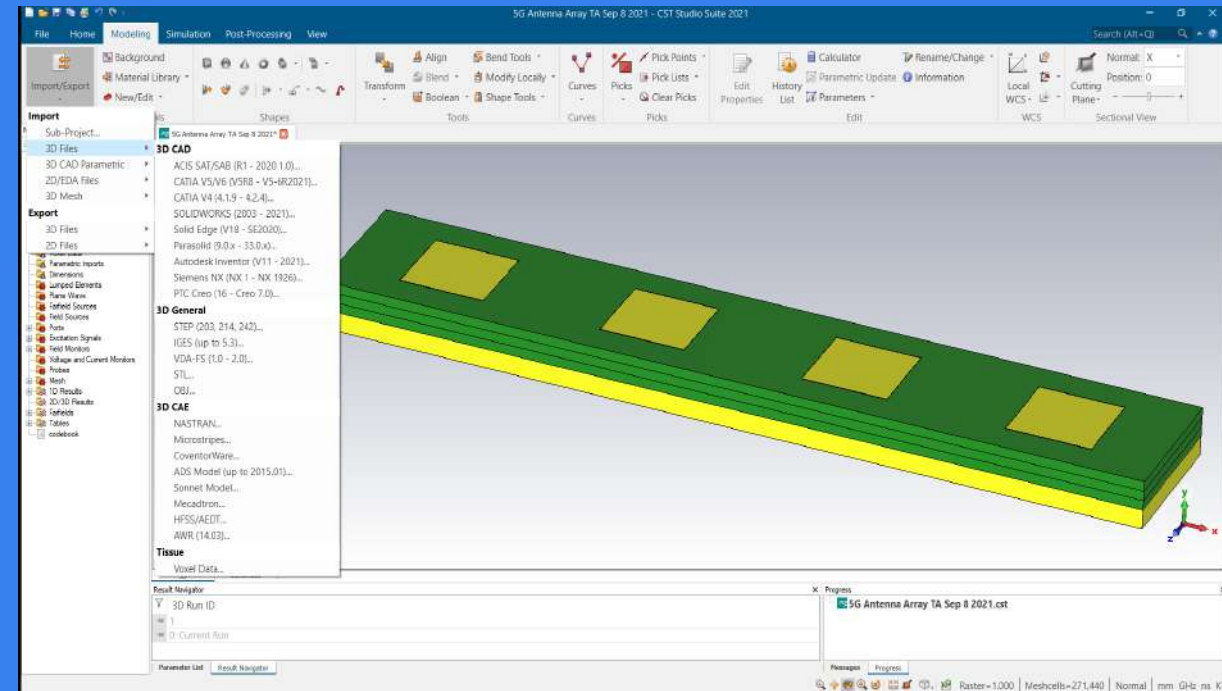 5G Antenna Array TA Sep 8 2021 - CST Studio Suite 2021
File Home Modeling Simulation Post-Processing View Search (Alt+Q)
Import/Export
Background
Material Library
New/Edit
Shapes
Transform
Align
Blend
Boolean
Bend Tools
Modify Locally
Shape Tools
Tools
Curves
Curves
Picks
Pick Points
Pick Lists
Clear Picks
Picks
Edit Properties
History List
Calculator
Parametric Update
Parameters
Rename/Change
Information
Edit
Local WCS
WCS
Cutting Plane
Normal: X
Position: 0
Sectional View
Import
Sub-Project...
3D Files
3D CAD Parametric
2D/EDA Files
3D Mesh
Export
3D Files
2D Files
5G Antenna Array TA Sep 8 2021*
3D CAD
ACIS SAT/SAB (R1 - 2020 1.0)...
CATIA V5/V6 (V5R8 - V5-6R2021)...
CATIA V4 (4.1.9 - 4.2.4)...
SOLIDWORKS (2003 - 2021)...
Solid Edge (V18 - SE2020)...
Parasolid (9.0.x - 33.0.x)...
Autodesk Inventor (V11 - 2021)...
Siemens NX (NX 1 - NX 1926)...
PTC Creo (16 - Creo 7.0)...
3D General
STEP (203, 214, 242)...
IGES (up to 5.3)...
VDA-FS (1.0 - 2.0)...
STL...
OBJ...
3D CAE
NASTRAN...
Microstripes...
CoventorWare...
ADS Model (up to 2015.01)...
Sonnet Model...
Mecadtron...
HFSS/AEDT...
AWR (14.03)...
Tissue
Voxel Data...
Parametric Imports
Dimensions
Lumped Elements
Plane Wave
Farfield Sources
Field Sources
Ports
Excitation Signals
Field Monitors
Voltage and Current Monitors
Probes
Mesh
1D Results
2D/3D Results
Farfields
Tables
codebook
y
x
z
Result Navigator
3D Run ID
1
0: Current Run
Parameter List Result Navigator
Progress
5G Antenna Array TA Sep 8 2021.cst
Messages Progress
Raster=1.000 Meshcells=271,440 Normal mm GHz ns K